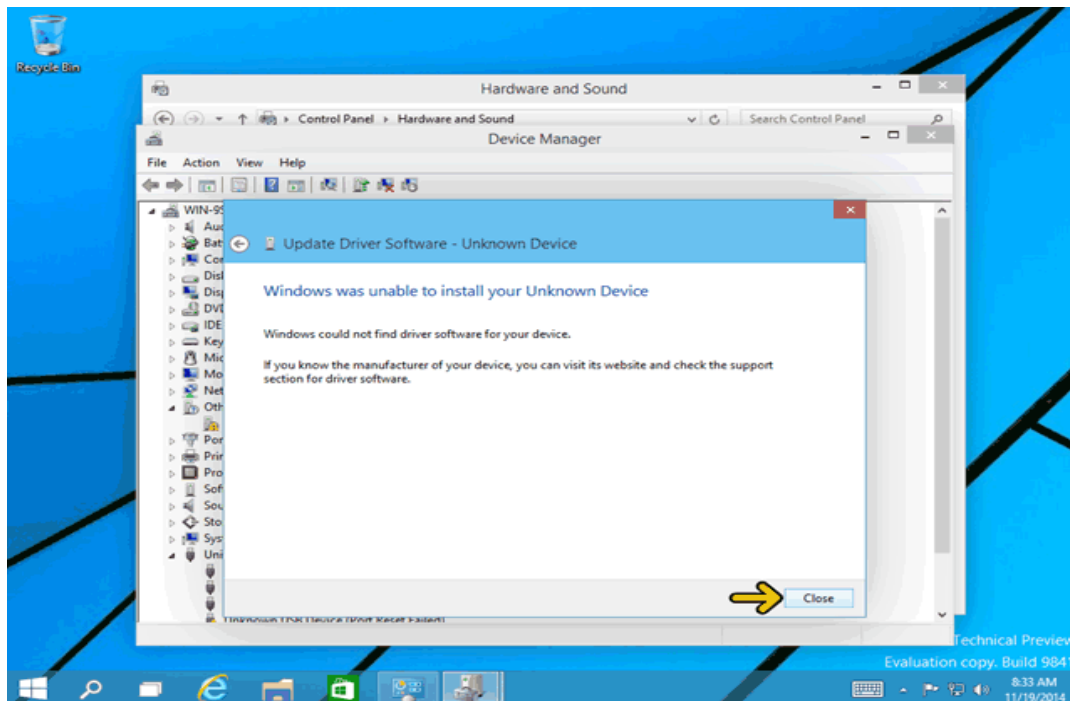 Recycle Bin
Hardware and Sound
Control Panel Hardware and Sound
Search Control Panel
Device Manager
File Action View Help
WIN-95
Aud
Bat
Con
Disk
Disp
DVD
IDE
Key
Mic
Mo
Net
Oth
Por
Prin
Pro
Sof
Sou
Sto
Sys
Uni
Update Driver Software - Unknown Device
Windows was unable to install your Unknown Device
Windows could not find driver software for your device.
If you know the manufacturer of your device, you can visit its website and check the support
section for driver software.
Close
Unknown USB Device (Port Reset Failed)
Technical Preview
Evaluation copy. Build 984
8:33 AM
11/19/2014